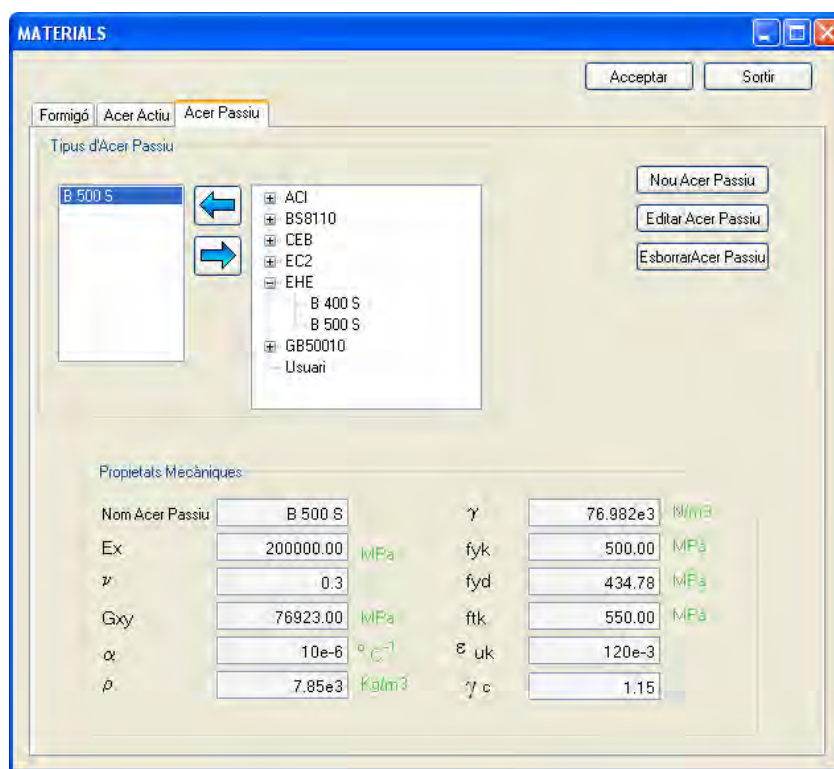 MATERIALS
Acceptar Sortir
Formigó Acer Actiu Acer Passiu
Tipus d'Acer Passiu
B 500 S
ACI
BS8110
CEB
EC2
EHE
B 400 S
B 500 S
GB50010
Usuari
Nou Acer Passiu
Editar Acer Passiu
EsborrarAcer Passiu
Propietats Mecàniques
Nom Acer Passiu B 500 S γ 76.982e3 N/m3
Ex 200000.00 MPa fyk 500.00 MPa
ν 0.3 fyd 434.78 MPa
Gxy 76923.00 MPa ftk 550.00 MPa
α 10e-6 º C-1 ε uk 120e-3
ρ 7.85e3 Kg/m3 γ c 1.15